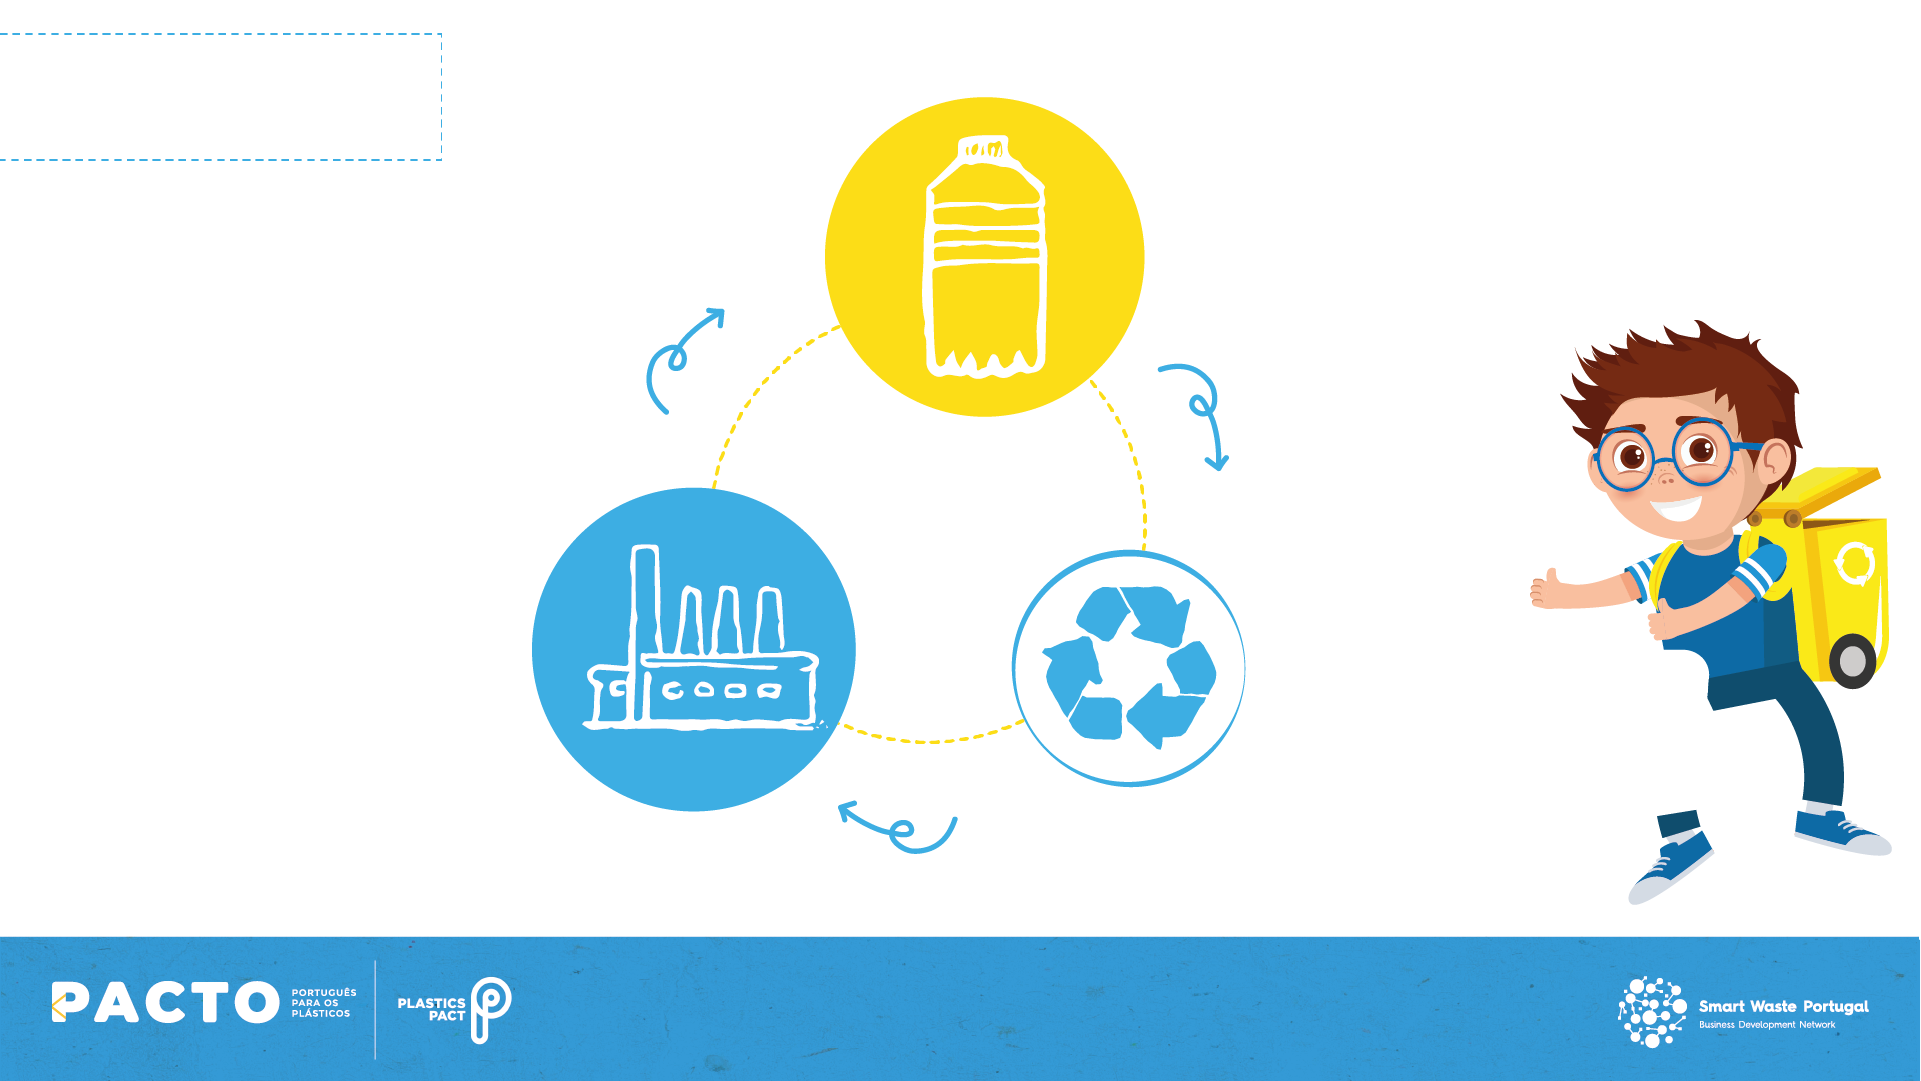 PACTO
PORTUGUÊS
PARA OS
PLÁSTICOS
PLASTICS
PACT
Smart Waste Portugal
Business Development Network